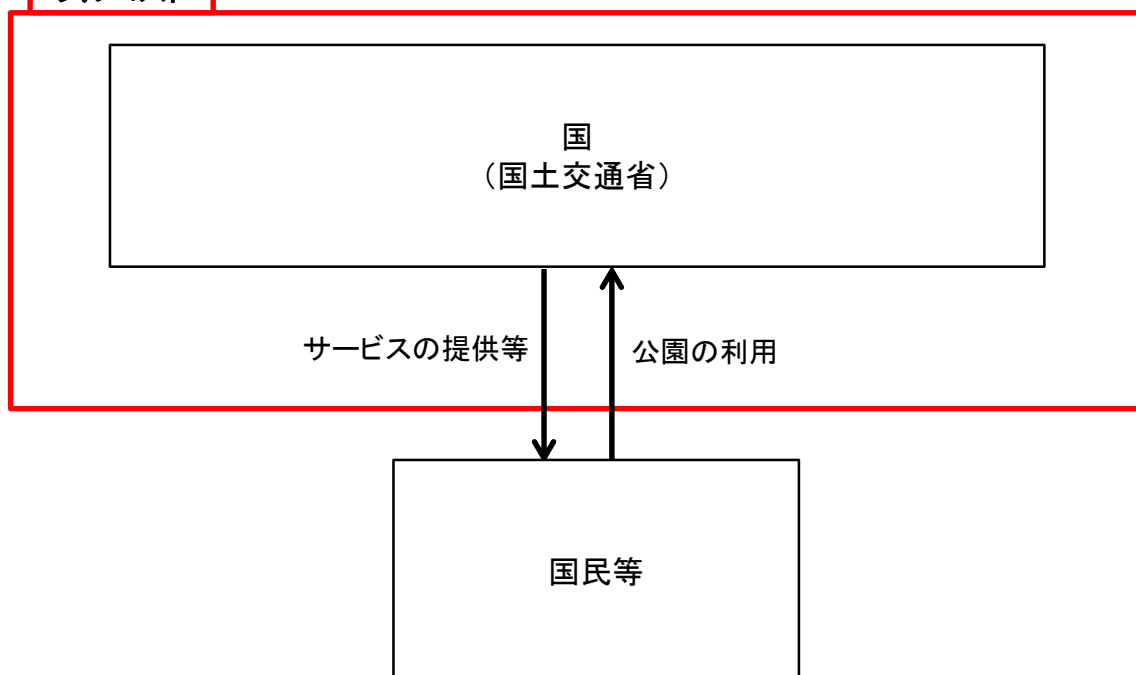 国
（国土交通省）
サービスの提供等
公園の利用
国民等